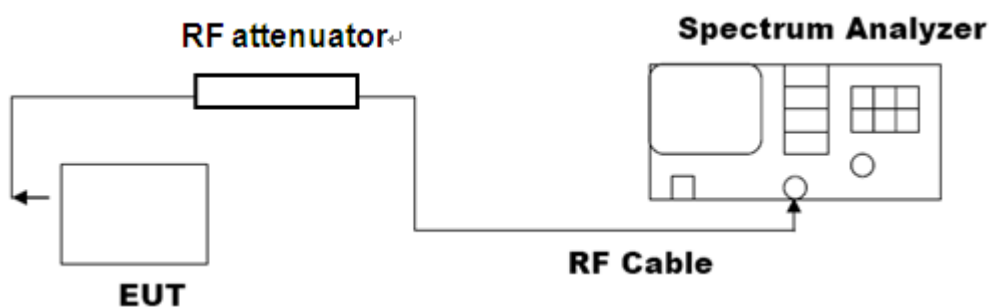 RF attenuator↵
Spectrum Analyzer
RF Cable
EUT